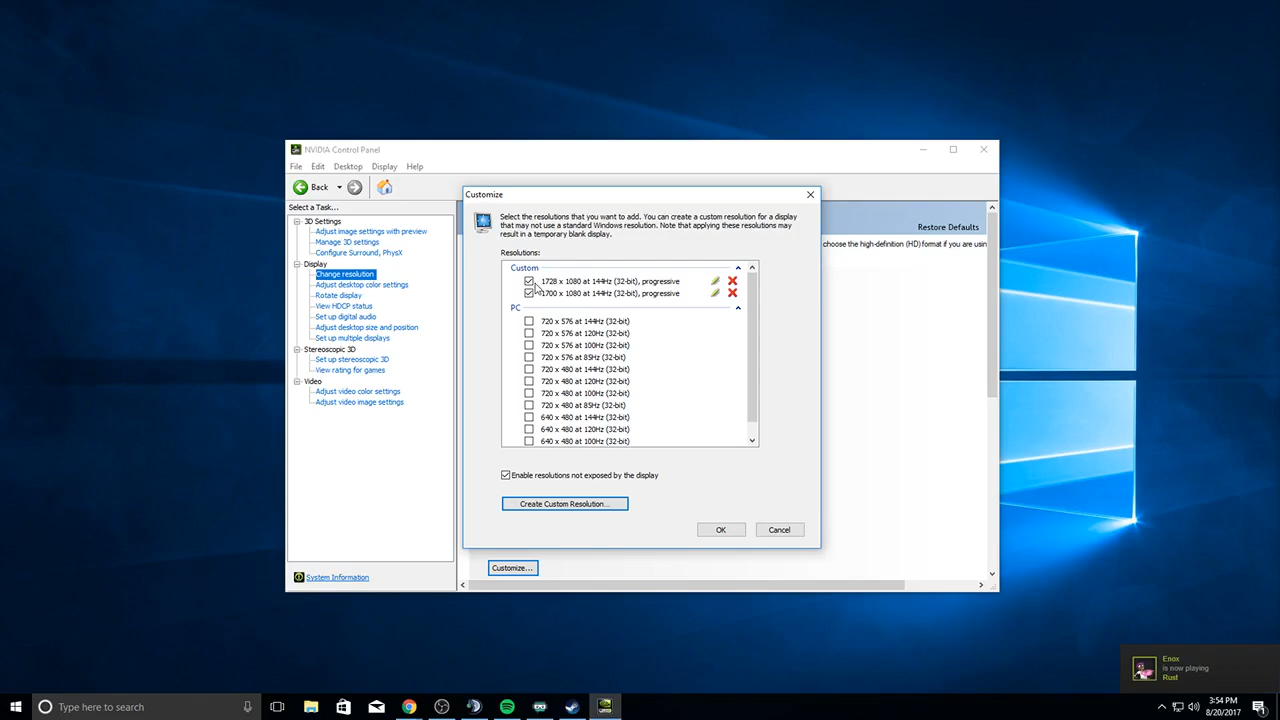 NVIDIA Control Panel
File Edit Desktop Display Help
Back
Select a Task...
3D Settings
Adjust image settings with preview
Manage 3D settings
Configure Surround, PhysX
Display
Change resolution
Adjust desktop color settings
Rotate display
View HDCP status
Set up digital audio
Adjust desktop size and position
Set up multiple displays
Stereoscopic 3D
Set up stereoscopic 3D
View rating for games
Video
Adjust video color settings
Adjust video image settings
System Information
Restore Defaults
choose the high-definition (HD) format if you are usin
Customize
Select the resolutions that you want to add. You can create a custom resolution for a display
that may not use a standard Windows resolution. Note that applying these resolutions may
result in a temporary blank display.
Resolutions:
Custom
1728 x 1080 at 144Hz (32-bit), progressive
1700 x 1080 at 144Hz (32-bit), progressive
PC
720 x 576 at 144Hz (32-bit)
720 x 576 at 120Hz (32-bit)
720 x 576 at 100Hz (32-bit)
720 x 576 at 85Hz (32-bit)
720 x 480 at 144Hz (32-bit)
720 x 480 at 120Hz (32-bit)
720 x 480 at 100Hz (32-bit)
720 x 480 at 85Hz (32-bit)
640 x 480 at 144Hz (32-bit)
640 x 480 at 120Hz (32-bit)
640 x 480 at 100Hz (32-bit)
Enable resolutions not exposed by the display
Create Custom Resolution...
OK Cancel
Customize...
Enox
is now playing
Rust
Type here to search
3:54 PM
8/20/2017